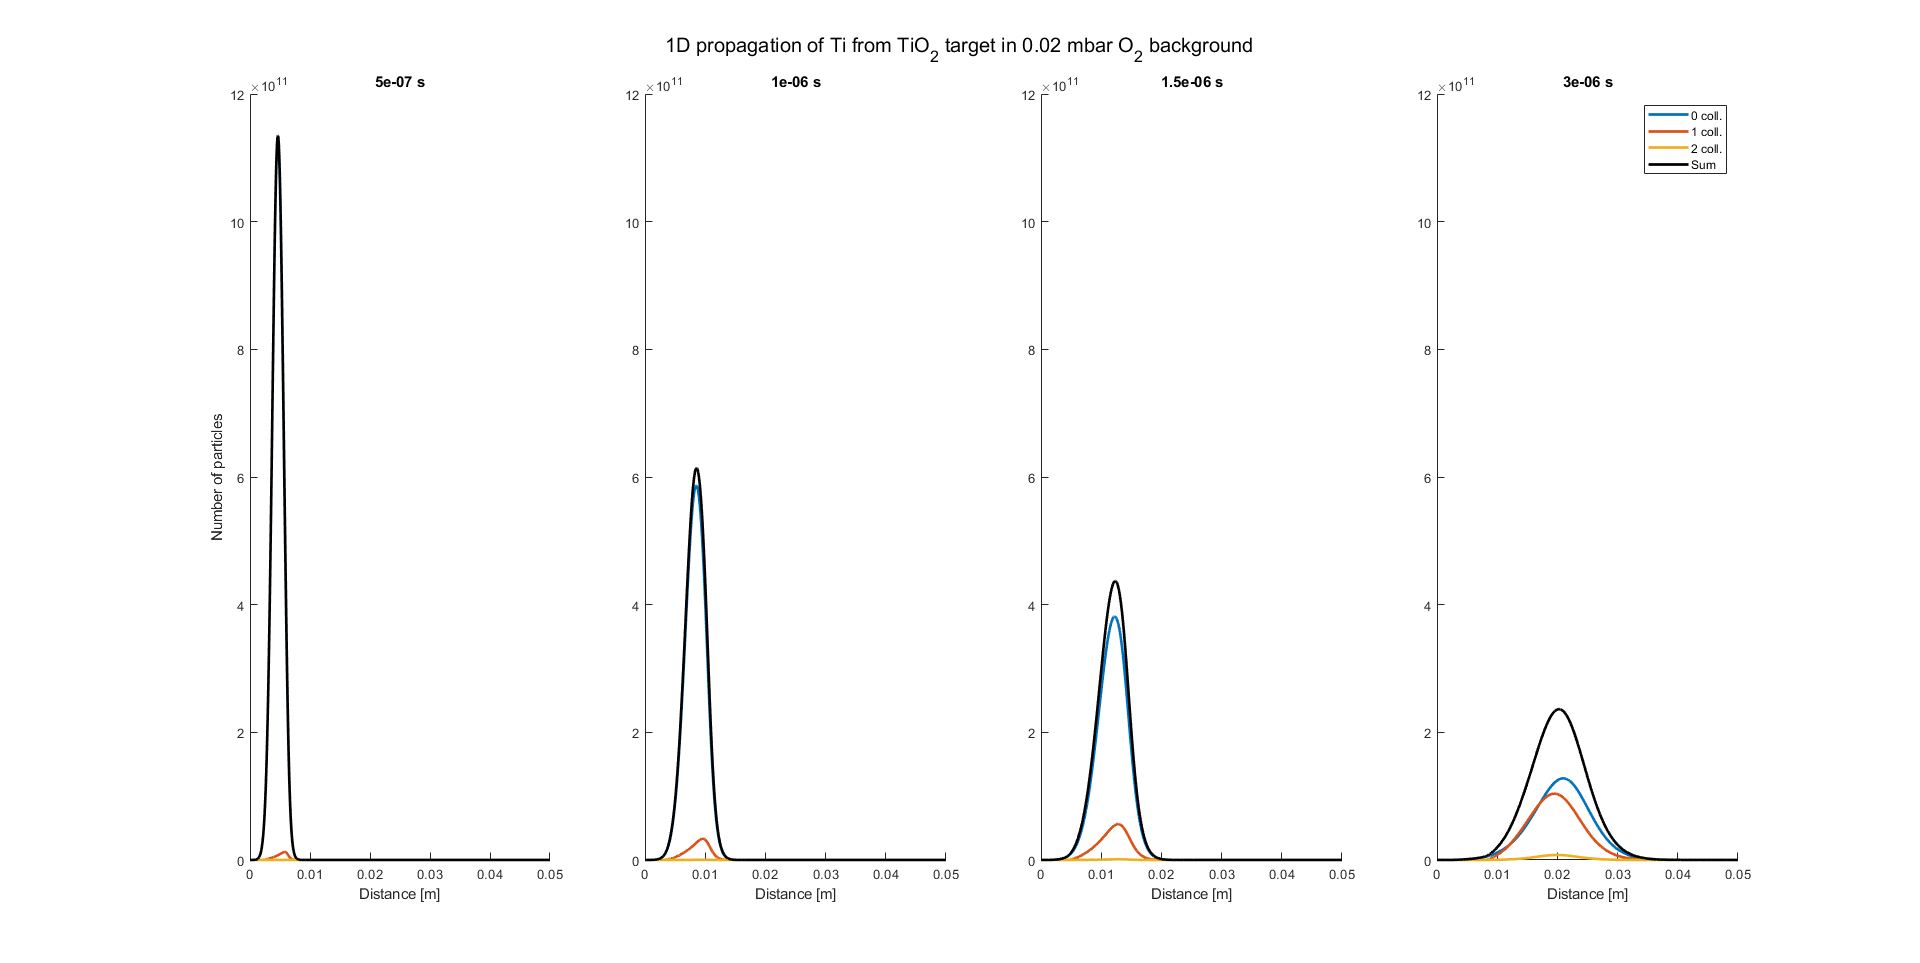 1D propagation of Ti from TiO2 target in 0.02 mbar O2 background
5e-07 s
1e-06 s
1.5e-06 s
3e-06 s
×10^11
×10^11
×10^11
×10^11
12
10
8
6
4
2
0
12
10
8
6
4
2
0
12
10
8
6
4
2
0
12
10
8
6
4
2
0
Number of particles
0 coll.
1 coll.
2 coll.
Sum
0 0.01 0.02 0.03 0.04 0.05
0 0.01 0.02 0.03 0.04 0.05
0 0.01 0.02 0.03 0.04 0.05
0 0.01 0.02 0.03 0.04 0.05
Distance [m]
Distance [m]
Distance [m]
Distance [m]